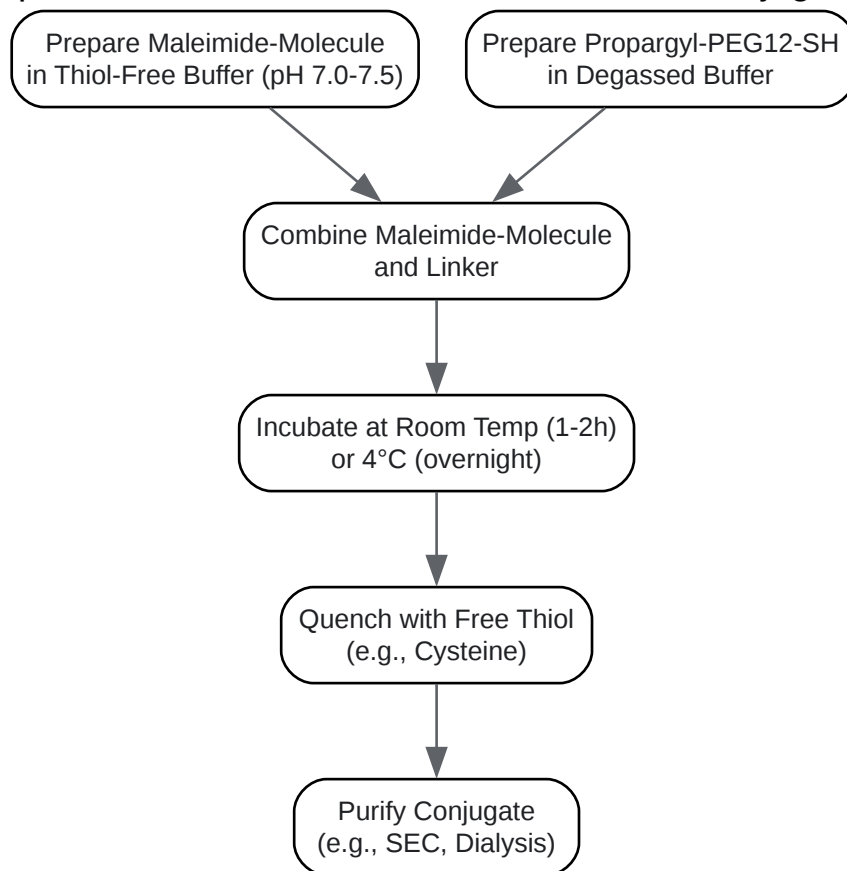 Prepare Maleimide-Molecule
in Thiol-Free Buffer (pH 7.0-7.5)
Prepare Propargyl-PEG12-SH
in Degassed Buffer
Combine Maleimide-Molecule
and Linker
Incubate at Room Temp (1-2h)
or 4°C (overnight)
Quench with Free Thiol
(e.g., Cysteine)
Purify Conjugate
(e.g., SEC, Dialysis)